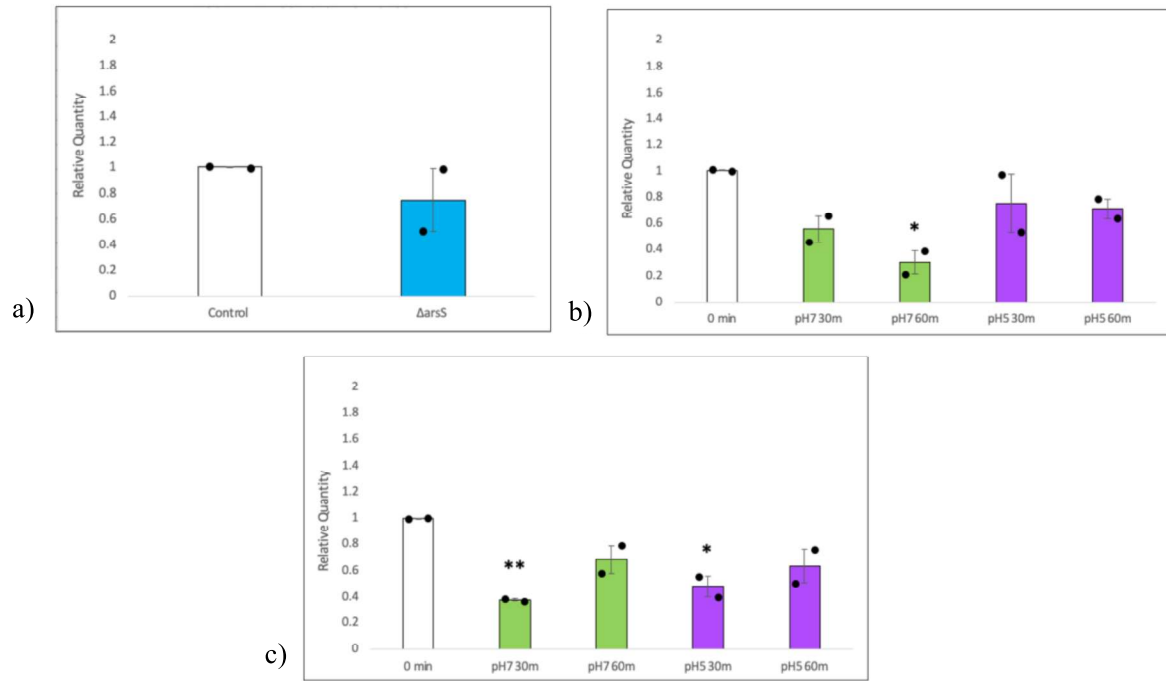 a)
Relative Quantity
2
1.8
1.6
1.4
1.2
1
0.8
0.6
0.4
0.2
0
Control
ΔarsS
b)
Relative Quantity
2
1.8
1.6
1.4
1.2
1
0.8
0.6
0.4
0.2
0
*
0 min
pH7 30m
pH7 60m
pH5 30m
pH5 60m
c)
Relative Quantity
2
1.8
1.6
1.4
1.2
1
0.8
0.6
0.4
0.2
0
**
*
0 min
pH7 30m
pH7 60m
pH5 30m
pH5 60m